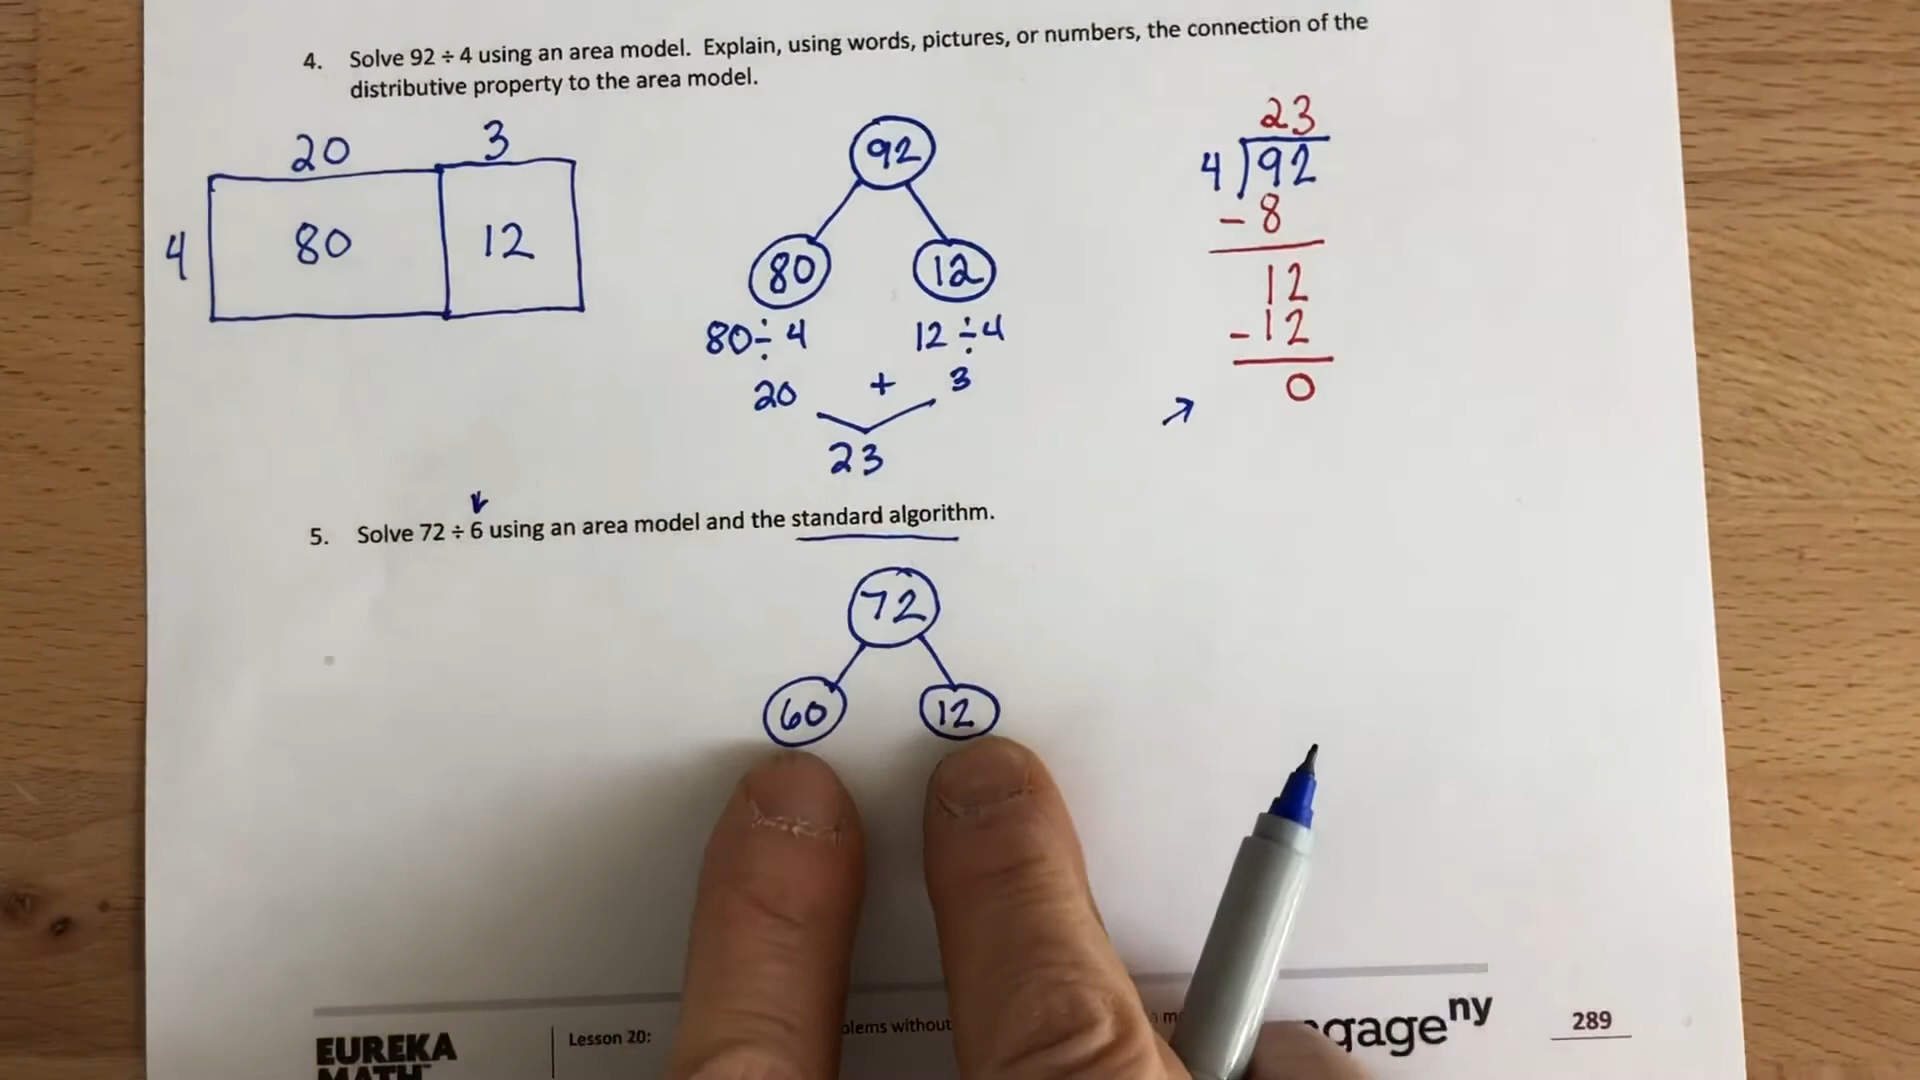 4. Solve 92 ÷ 4 using an area model. Explain, using words, pictures, or numbers, the connection of the
distributive property to the area model.
20 3
4 80 12
92
80 12
80 ÷ 4 12 ÷ 4
20 + 3
23
23
4 92
- 8
12
- 12
0
5. Solve 72 ÷ 6 using an area model and the standard algorithm.
72
60 12
EUREKA
MATH
Lesson 20:
without
ny
289